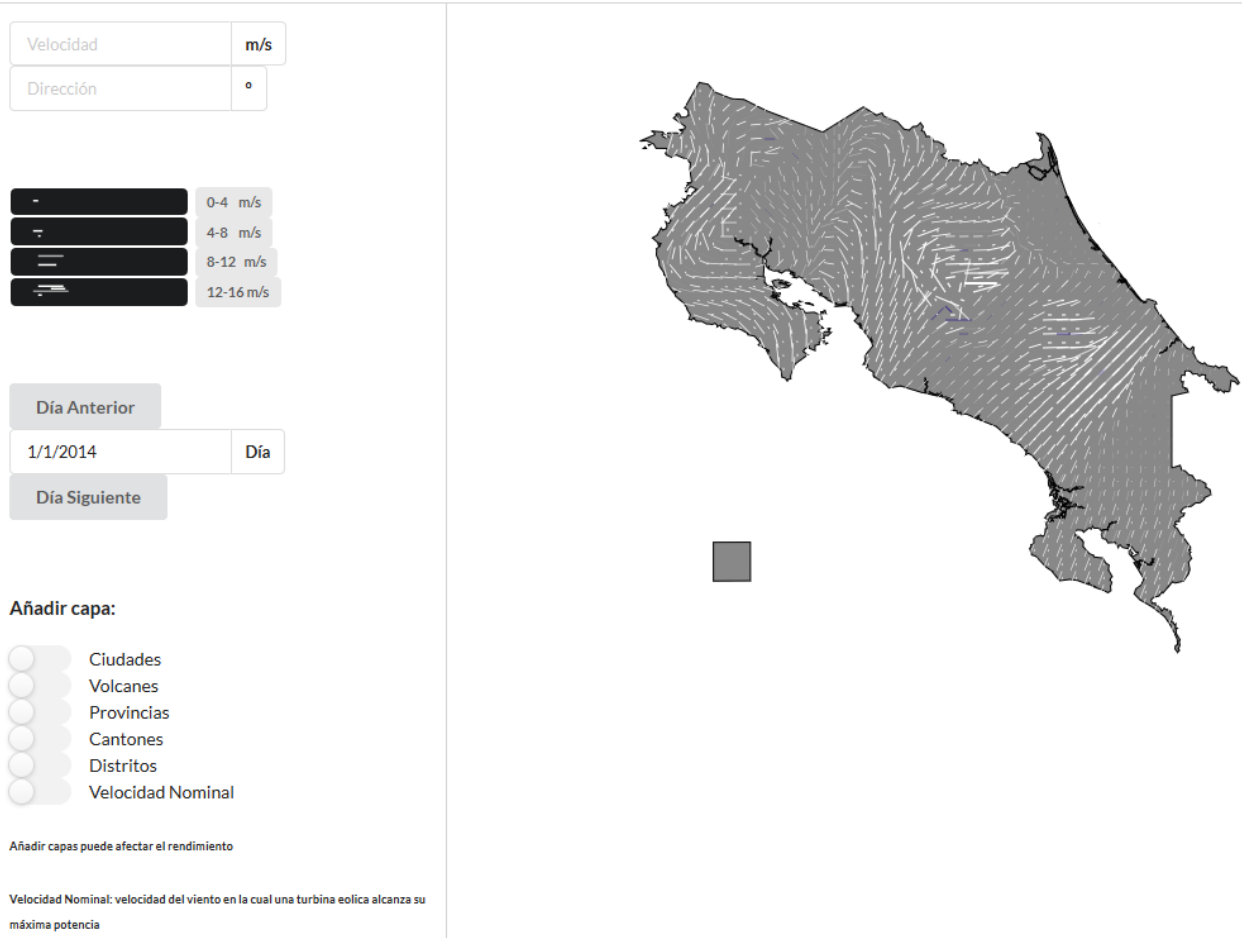 Velocidad m/s
Dirección º
0-4 m/s
4-8 m/s
8-12 m/s
12-16 m/s
Día Anterior
1/1/2014 Día
Día Siguiente
Añadir capa:
Ciudades
Volcanes
Provincias
Cantones
Distritos
Velocidad Nominal
Añadir capas puede afectar el rendimiento
Velocidad Nominal: velocidad del viento en la cual una turbina eolica alcanza su
máxima potencia